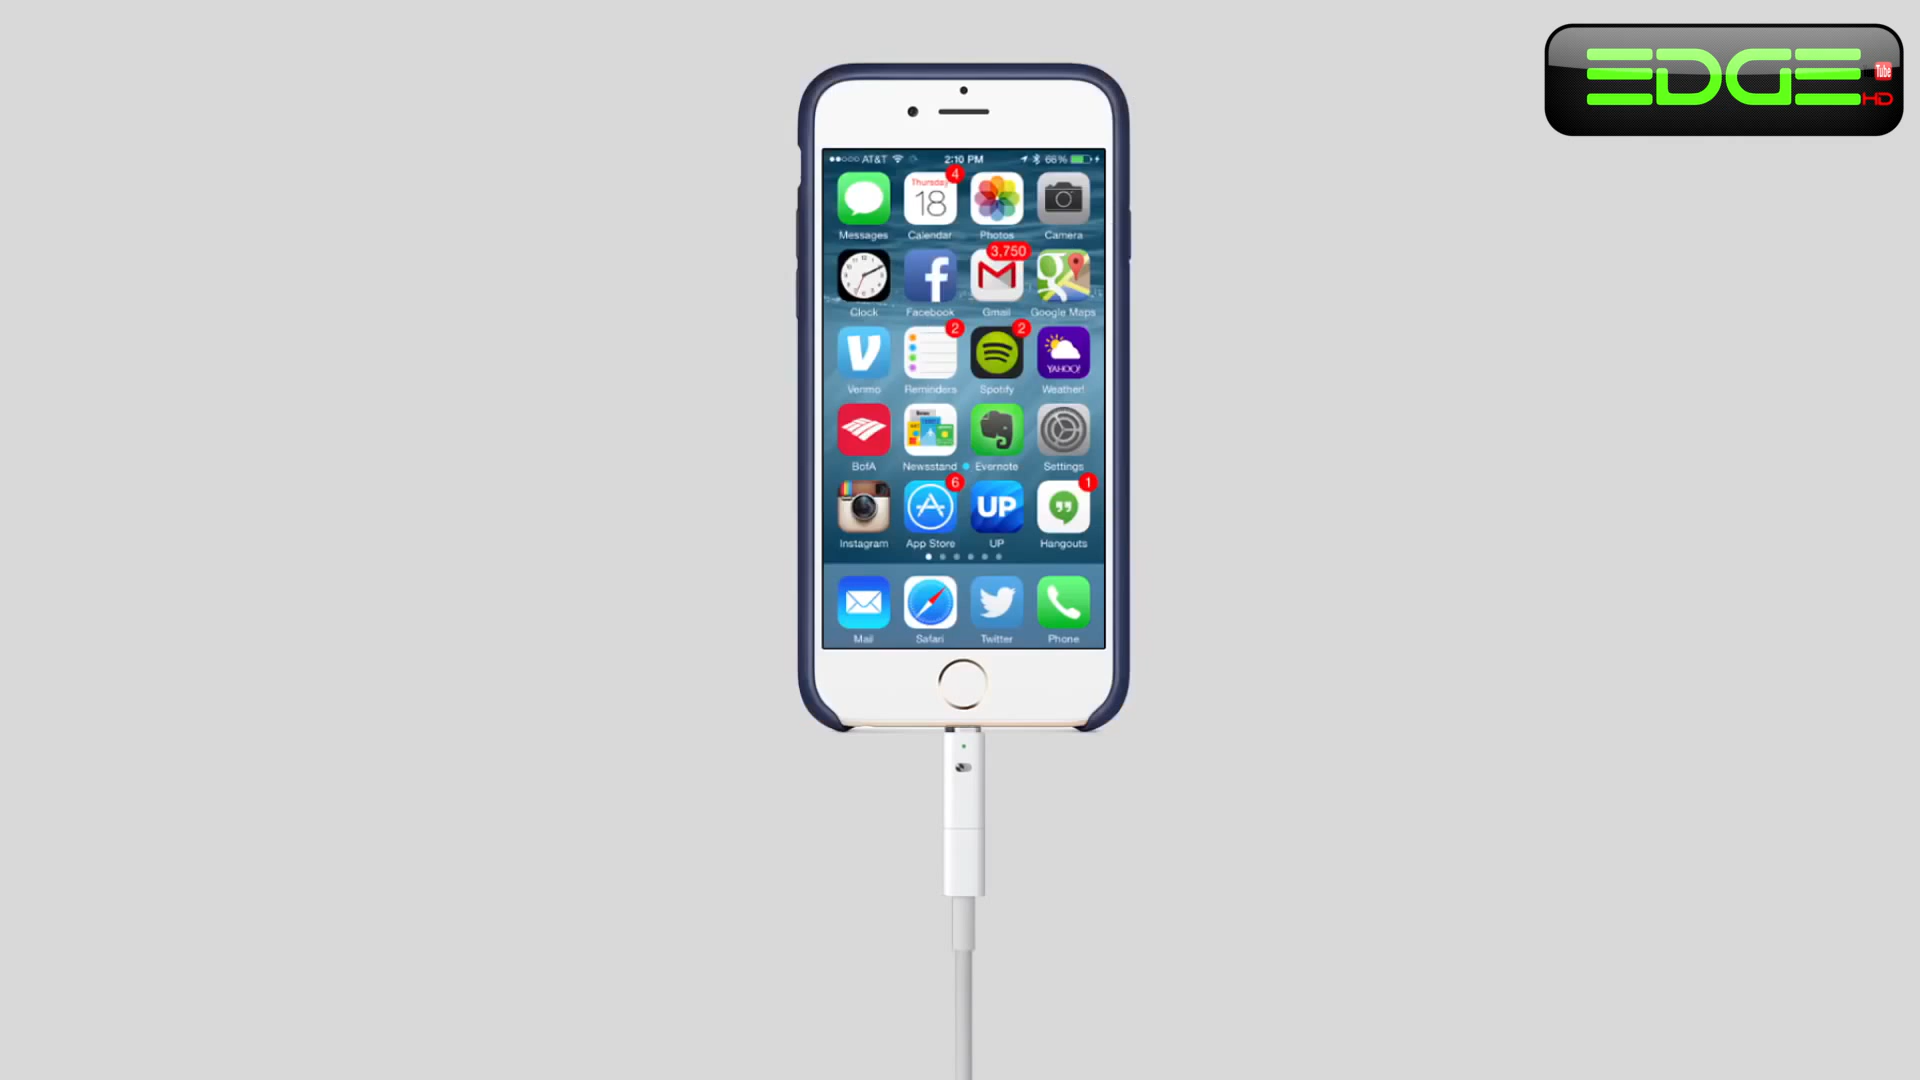 EDGE
Tube
HD
AT&T 2:10 PM 66%
4
Thursday
18
Messages Calendar Photos Camera
3,750
Clock Facebook Gmail Google Maps
2 2
YAHOO!
Venmo Reminders Spotify Weather!
BofA Newsstand Evernote Settings
6 1
UP
Instagram App Store UP Hangouts
Mail Safari Twitter Phone